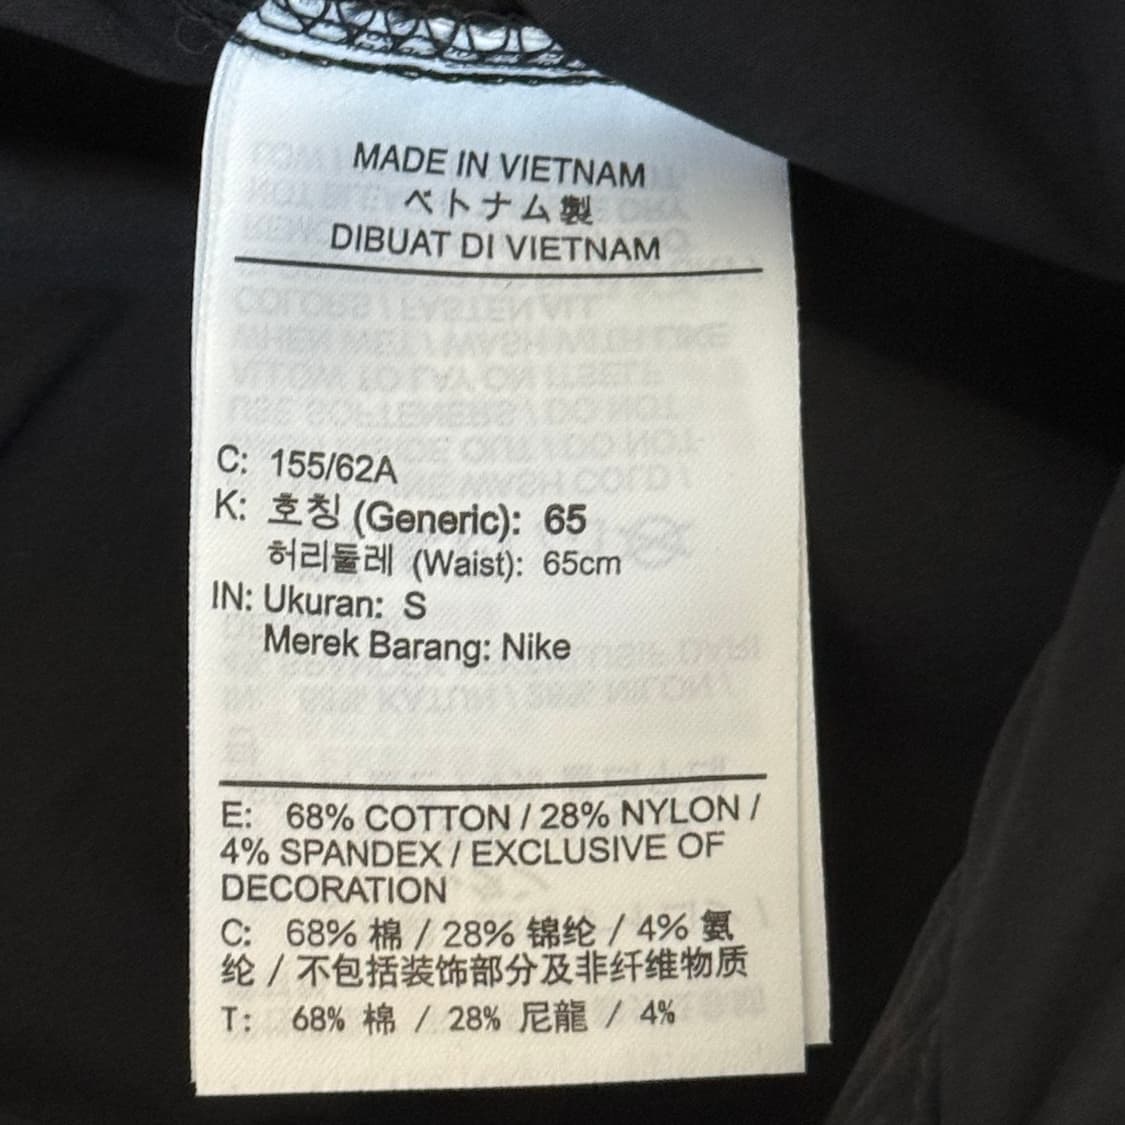 MADE IN VIETNAM
ベトナム製
DIBUAT DI VIETNAM
C: 155/62A
K: 호칭 (Generic): 65
허리둘레 (Waist): 65cm
IN: Ukuran: S
Merek Barang: Nike
E: 68% COTTON / 28% NYLON /
4% SPANDEX / EXCLUSIVE OF
DECORATION
C: 68% 棉 / 28% 锦纶 / 4% 氨
纶 / 不包括装饰部分及非纤维物质
T: 68% 棉 / 28% 尼龍 / 4%